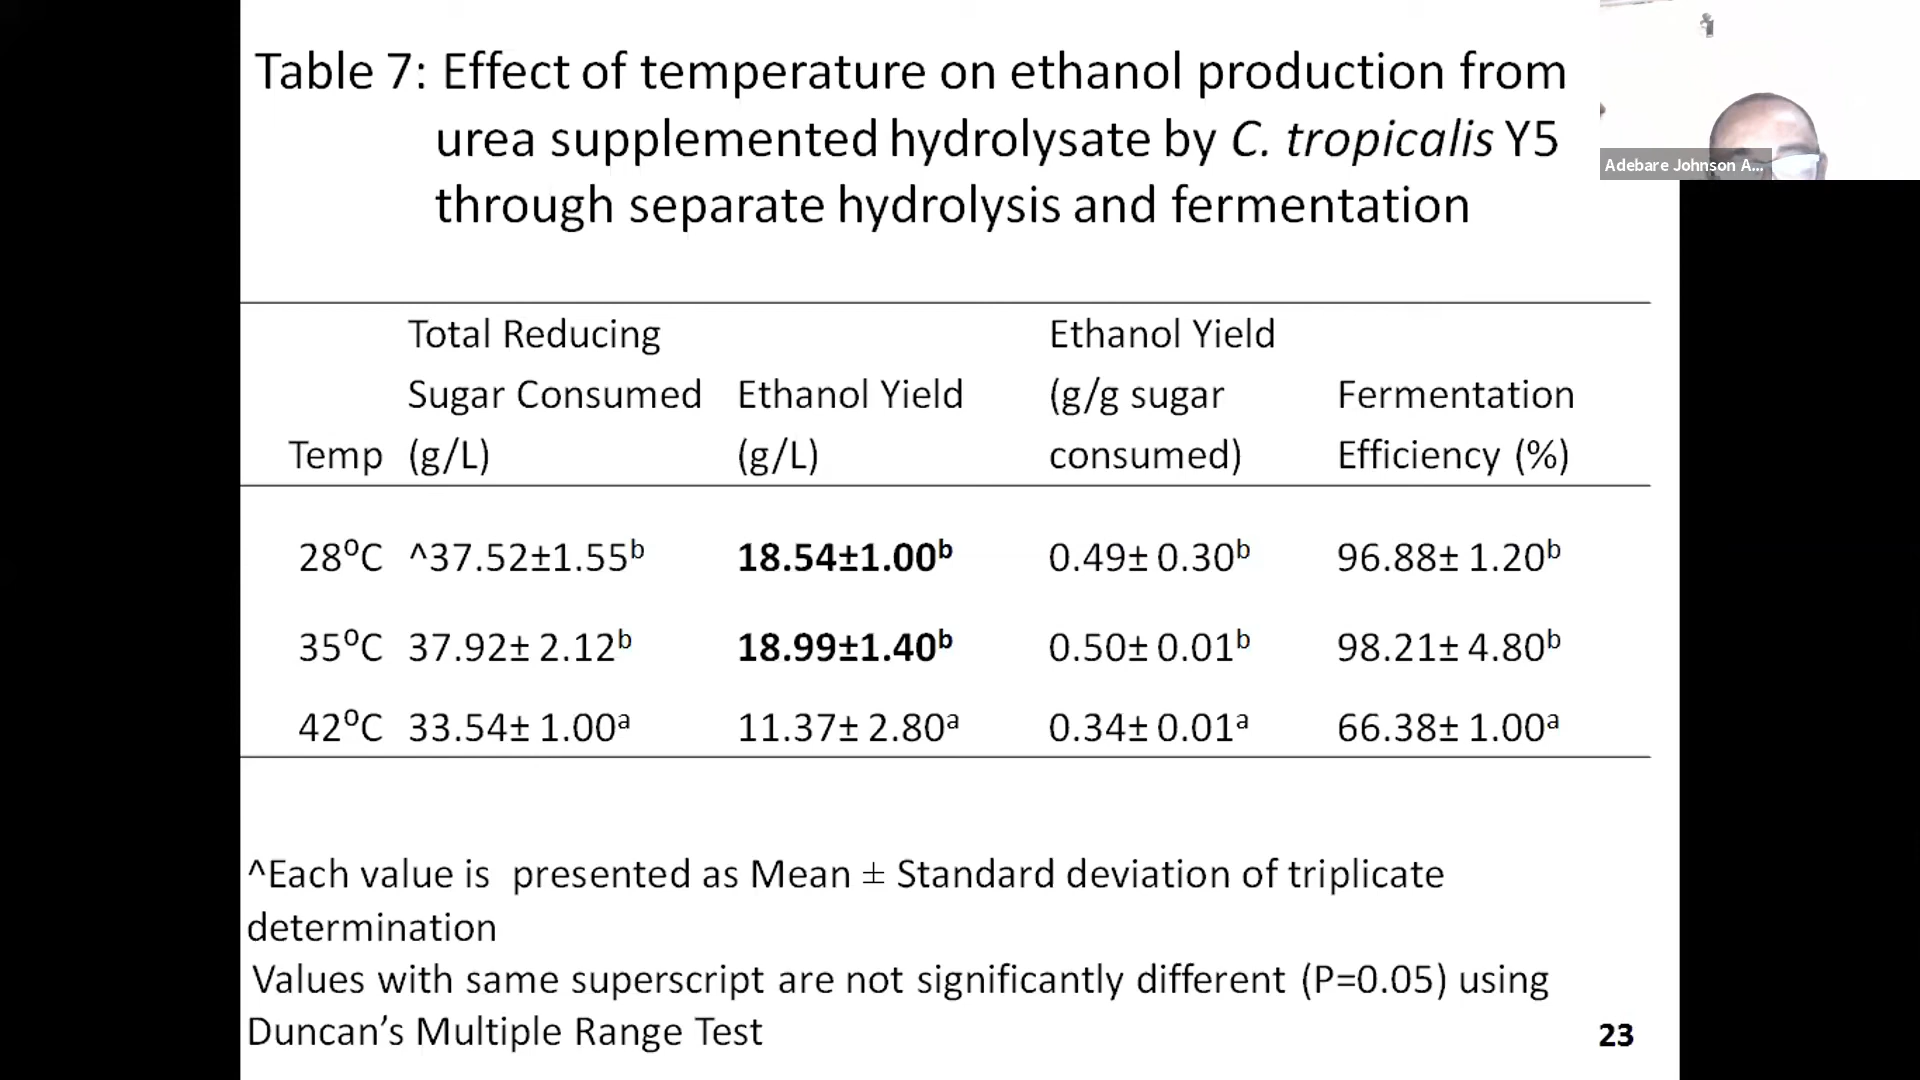 Table 7: Effect of temperature on ethanol production from
urea supplemented hydrolysate by C. tropicalis Y5
through separate hydrolysis and fermentation
Adebare Johnson A...
Total Reducing Ethanol Yield
Sugar Consumed Ethanol Yield (g/g sugar Fermentation
Temp (g/L) (g/L) consumed) Efficiency (%)
28⁰C ^37.52±1.55ᵇ 18.54±1.00ᵇ 0.49± 0.30ᵇ 96.88± 1.20ᵇ
35⁰C 37.92± 2.12ᵇ 18.99±1.40ᵇ 0.50± 0.01ᵇ 98.21± 4.80ᵇ
42⁰C 33.54± 1.00ᵃ 11.37± 2.80ᵃ 0.34± 0.01ᵃ 66.38± 1.00ᵃ
^Each value is presented as Mean ± Standard deviation of triplicate
determination
Values with same superscript are not significantly different (P=0.05) using
Duncan’s Multiple Range Test
23